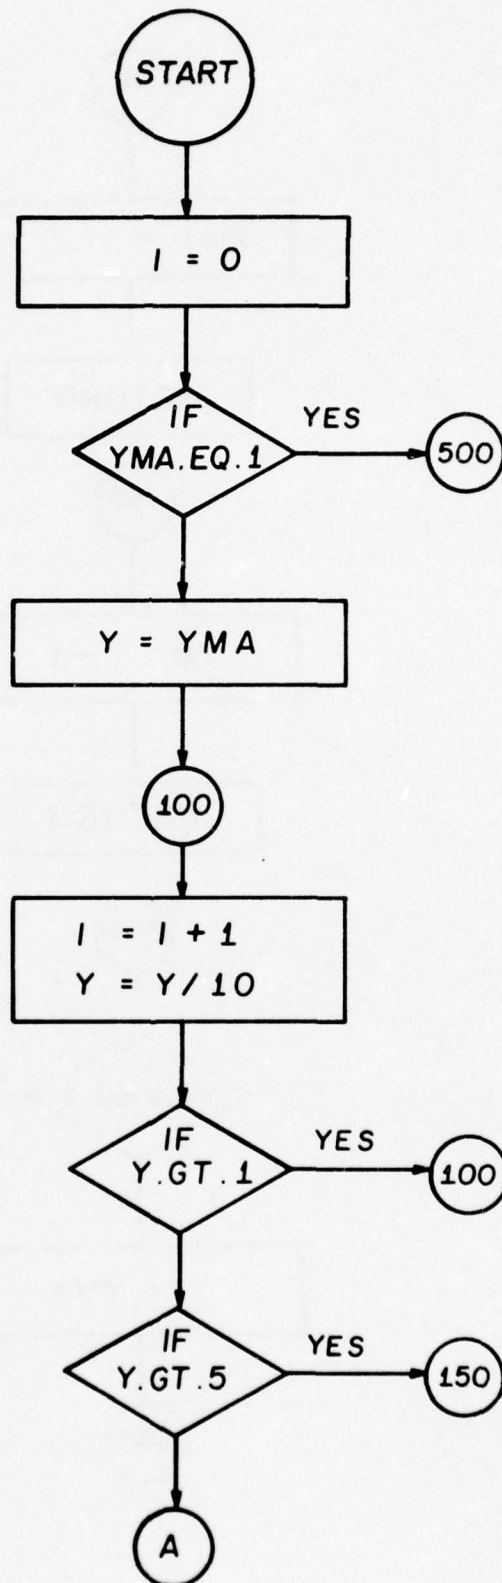 START
I = 0
IF
YMA.EQ.1
YES
500
Y = YMA
100
I = I + 1
Y = Y / 10
IF
Y.GT.1
YES
100
IF
Y.GT.5
YES
150
A